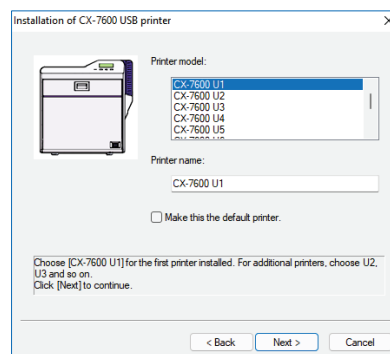 Installation of CX-7600 USB printer
Printer model:
CX-7600 U1
CX-7600 U2
CX-7600 U3
CX-7600 U4
CX-7600 U5
Printer name:
CX-7600 U1
Make this the default printer.
Choose [CX-7600 U1] for the first printer installed. For additional printers, choose U2,
U3 and so on.
Click [Next] to continue.
< Back
Next >
Cancel